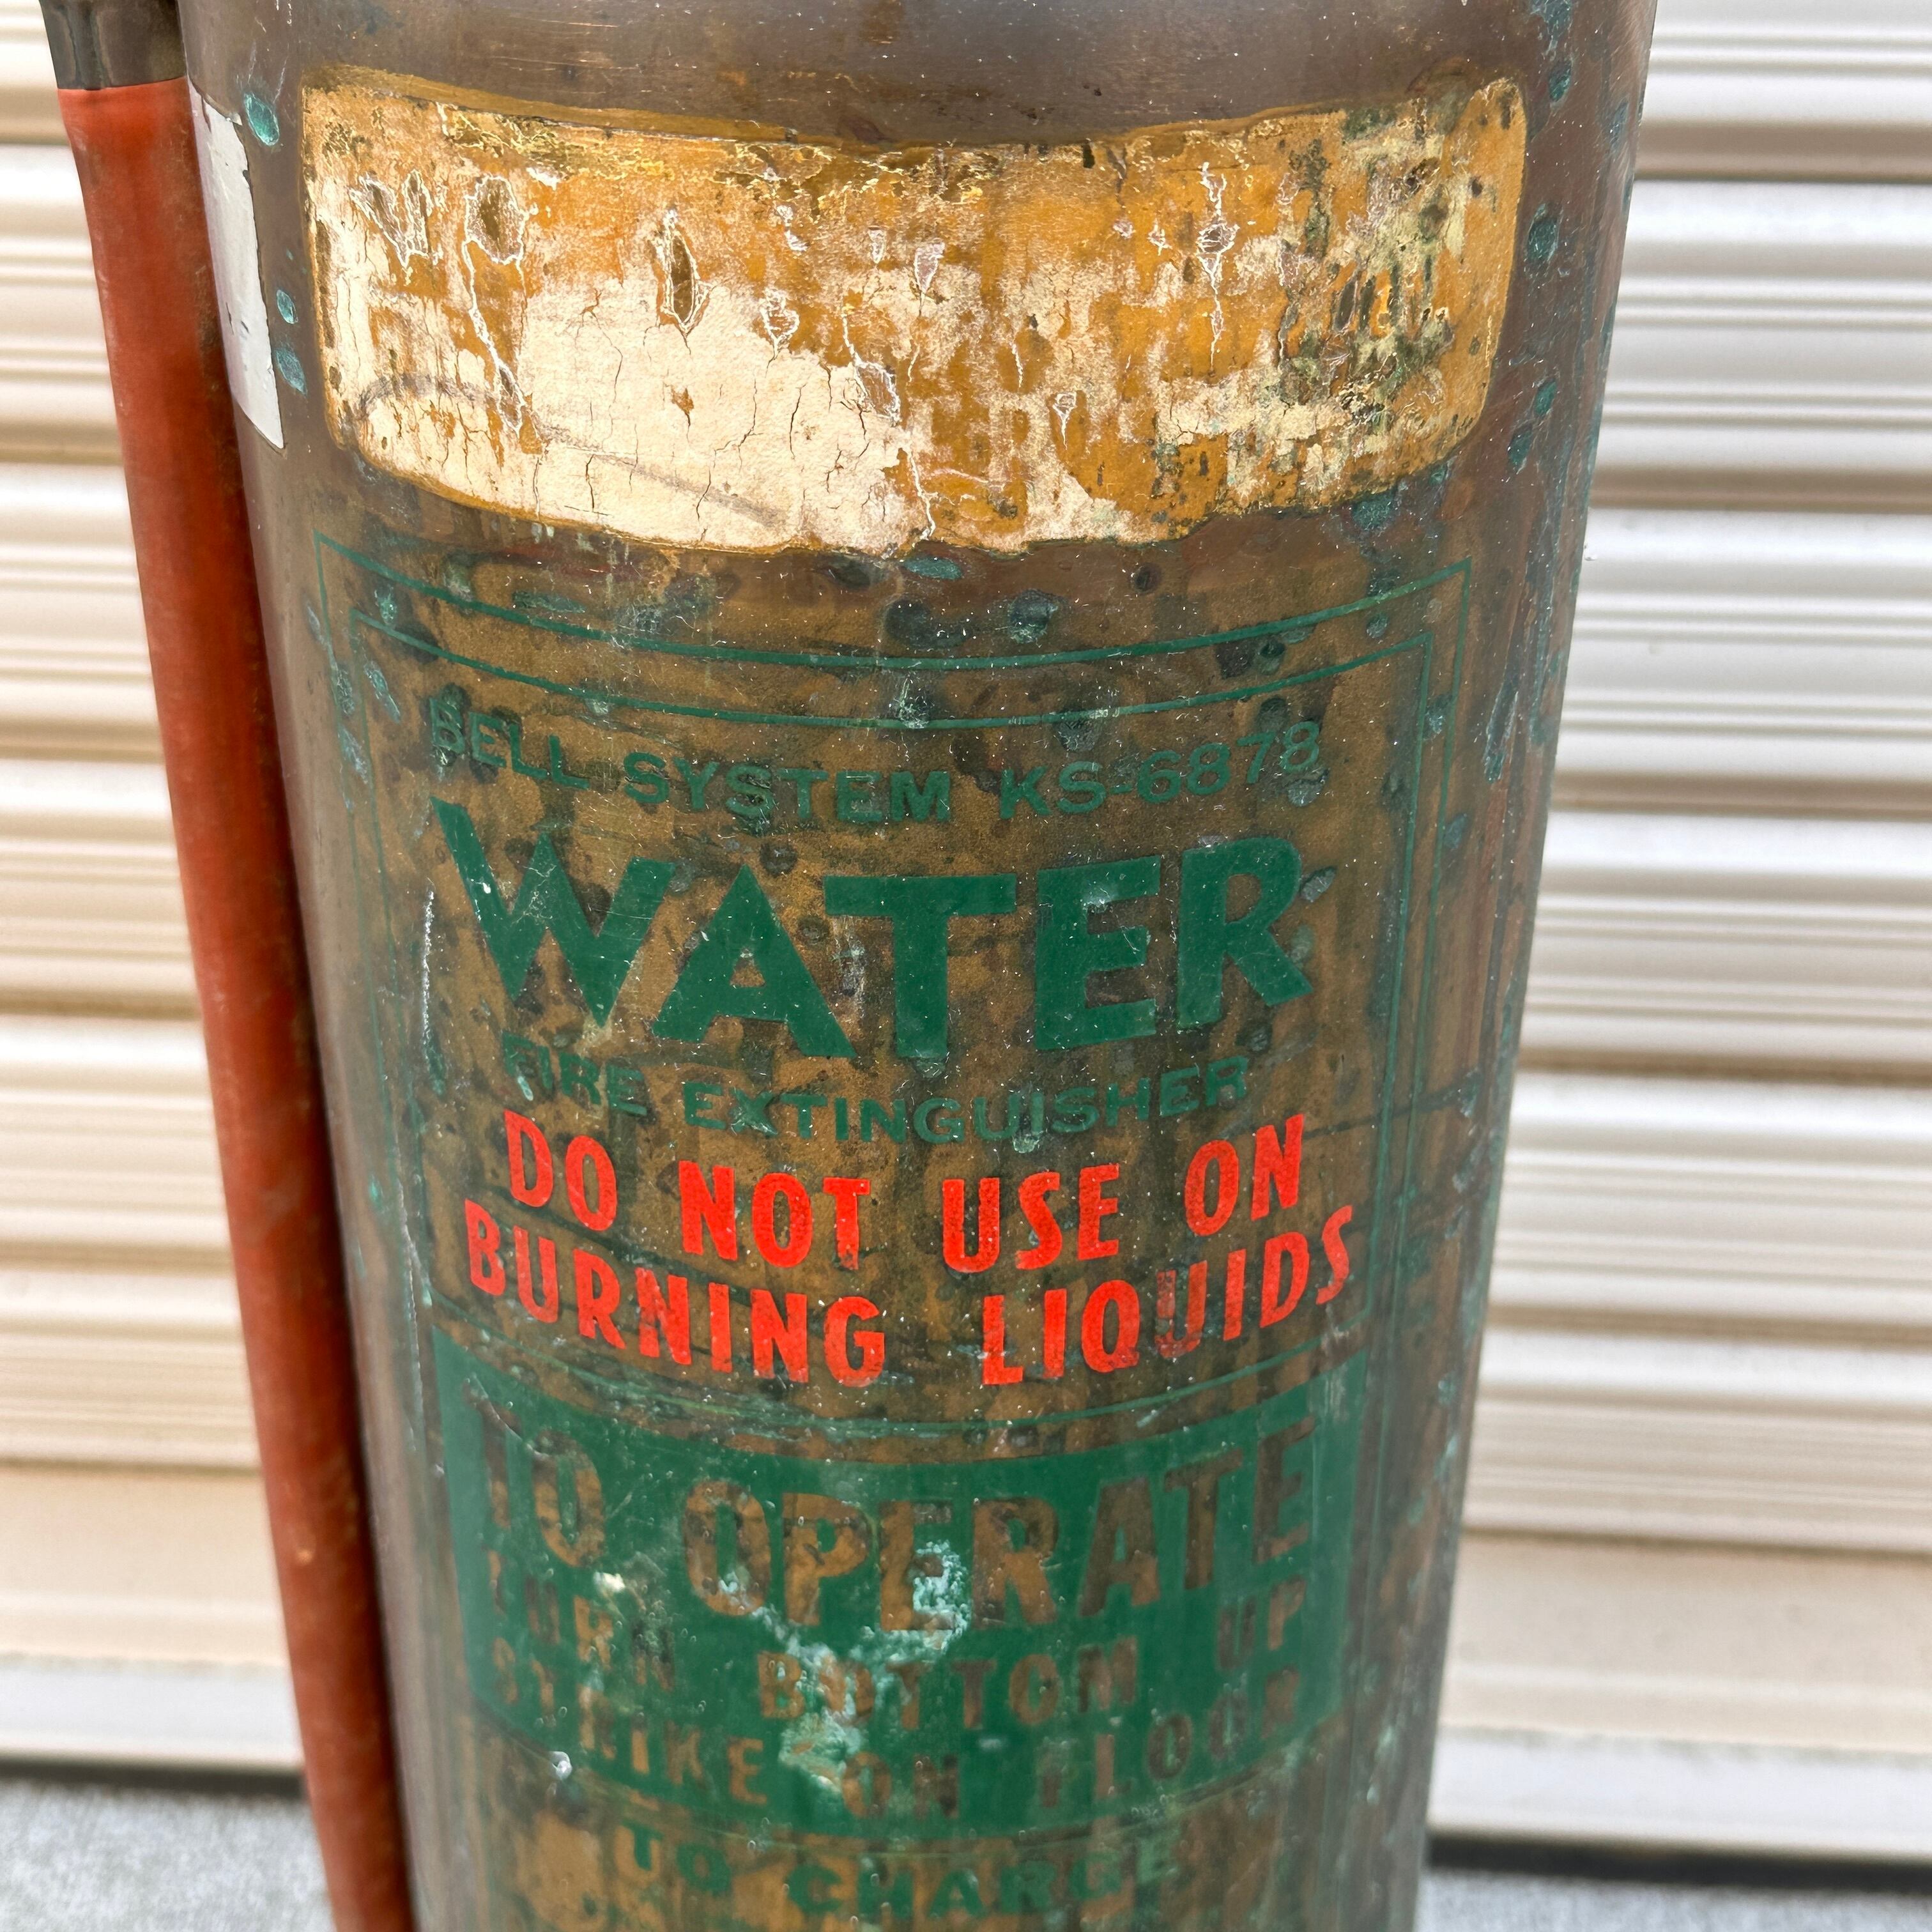 BELL SYSTEM KS-6878
WATER
FIRE EXTINGUISHER
DO NOT USE ON
BURNING LIQUIDS
TO OPERATE
TURN BOTTOM UP
STRIKE ON FLOOR
TO CHARGE